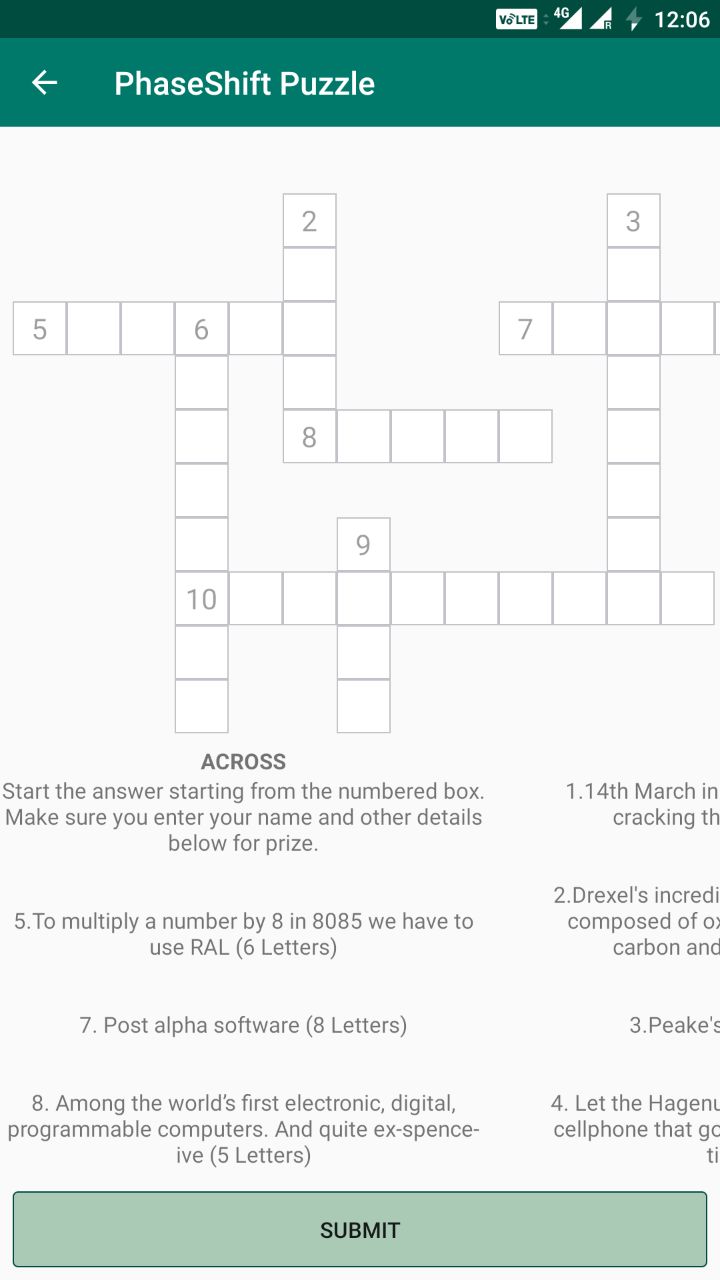 VoLTE 4G R 12:06
PhaseShift Puzzle
2 3
5 6 7
8
9
10
ACROSS
Start the answer starting from the numbered box.
Make sure you enter your name and other details
below for prize.
5.To multiply a number by 8 in 8085 we have to
use RAL (6 Letters)
7. Post alpha software (8 Letters)
8. Among the world’s first electronic, digital,
programmable computers. And quite ex-spence-
ive (5 Letters)
1.14th March in
cracking th
2.Drexel's incredi
composed of ox
carbon and
3.Peake's
4. Let the Hagenu
cellphone that go
ti
SUBMIT